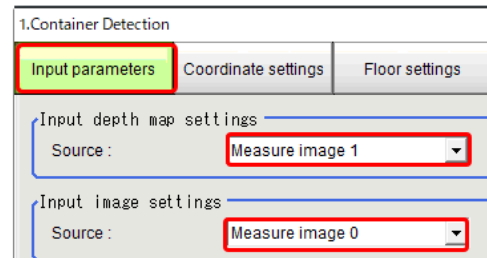 1.Container Detection
Input parameters Coordinate settings Floor settings
Input depth map settings
Source : Measure image 1
Input image settings
Source : Measure image 0